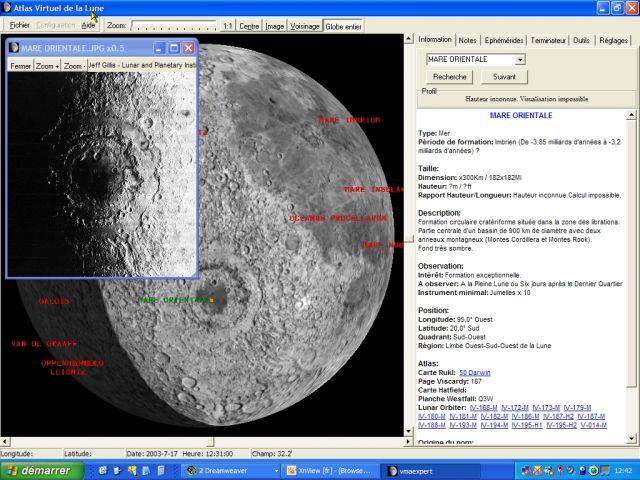 Atlas Virtuel de la Lune
Fichier Configuration Aide Zoom: 1:1 Centre Image Voisinage Globe entier
MARE ORIENTALE.JPG x0.5
Fermer Zoom + Zoom - Jeff Gillis - Lunar and Planetary Insti
MARE IMBRIUM
MARE INSULA
OCEANUS PROCELLARUM
MARE HU
GALOIS
MARE ORIENTALE
VAN DE GRAAFF
OPPENHEIMER
LEIBNIZ
Information Notes Ephémérides Terminateur Outils Réglages
MARE ORIENTALE
Recherche Suivant
Profil
Hauteur inconnue. Visualisation impossible
MARE ORIENTALE
Type: Mer
Période de formation: Imbrien (De -3,85 milliards d'années à -3,2
milliards d'années) ?
Taille:
Dimension: x300Km / 182x182Mi
Hauteur: ?m / ?ft
Rapport Hauteur/Longueur: Hauteur inconnue.Calcul impossible.
Description:
Formation circulaire cratériforme située dans la zone des librations.
Partie centrale d'un bassin de 900 km de diamétre avec deux
anneaux montagneux (Montes Cordillera et Montes Rook).
Fond très sombre.
Observation:
Intérêt: Formation exceptionnelle.
A observer: A la Pleine Lune ou Six jours après le Dernier Quartier
Instrument minimal: Jumelles x 10
Position:
Longitude: 95,0° Ouest
Latitude: 20,0° Sud
Quadrant: Sud-Ouest
Région: Limbe Ouest-Sud-Ouest de la Lune
Atlas:
Carte Rukl: 50 Darwin
Page Viscardy: 187
Carte Hatfield:
Planche Westfall: Q3W
Lunar Orbiter: IV-168-M IV-172-M IV-173-M IV-179-M
IV-180-M IV-181-M IV-182-M IV-186-M IV-187-H2 IV-187-M
IV-188-M IV-193-M IV-194-M IV-195-H1 IV-195-H2 V-014-M
Origine du nom:
Longitude: Latitude: Date: 2003-7-17 Heure: 12:31:00 Champ: 32.2'
démarrer 2 Dreamweaver XnView [fr] - [Browse... vmaexpert 12:42